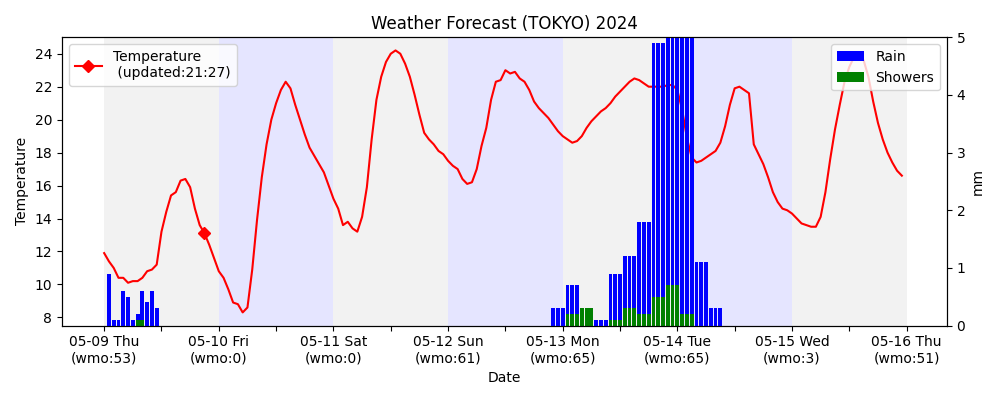 Weather Forecast (TOKYO) 2024
Temperature
(updated:21:27)
Rain
Showers
Temperature
24
22
20
18
16
14
12
10
8
5
4
3
2
1
0
mm
05-09 Thu
(wmo:53)
05-10 Fri
(wmo:0)
05-11 Sat
(wmo:0)
05-12 Sun
(wmo:61)
05-13 Mon
(wmo:65)
05-14 Tue
(wmo:65)
05-15 Wed
(wmo:3)
05-16 Thu
(wmo:51)
Date